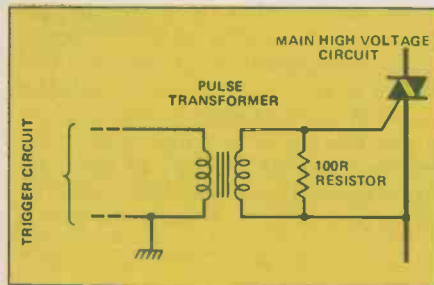 MAIN HIGH VOLTAGE
CIRCUIT
PULSE
TRANSFORMER
TRIGGER CIRCUIT
100R
RESISTOR